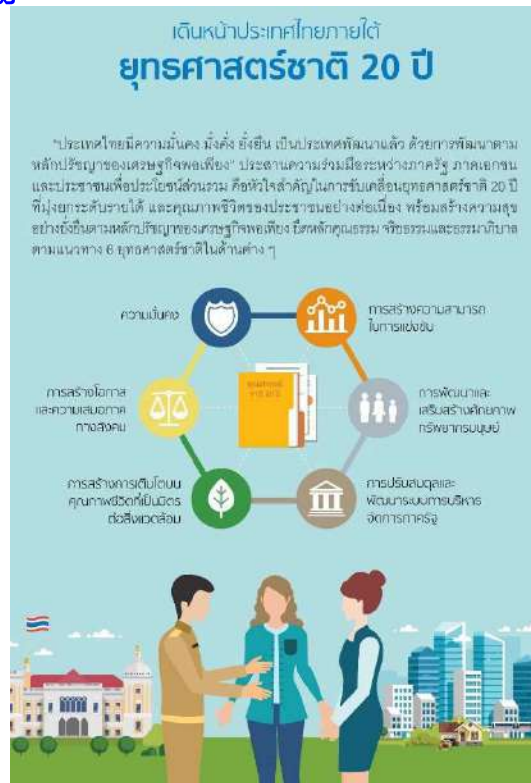 เดินหน้าประเทศไทยภายใต้
ยุทธศาสตร์ชาติ 20 ปี
"ประเทศไทยมีความมั่นคง มั่งคั่ง ยั่งยืน เป็นประเทศพัฒนาแล้ว ด้วยการพัฒนาตาม
หลักปรัชญาของเศรษฐกิจพอเพียง" ประสานความร่วมมือระหว่างภาครัฐ ภาคเอกชน
และประชาชนเพื่อประโยชน์ส่วนรวม คือหัวใจสำคัญในการขับเคลื่อนยุทธศาสตร์ชาติ 20 ปี
ที่มุ่งยกระดับรายได้ และคุณภาพชีวิตของประชาชนอย่างต่อเนื่อง พร้อมสร้างความสุข
อย่างยั่งยืนตามหลักปรัชญาของเศรษฐกิจพอเพียง ยึดหลักคุณธรรม จริยธรรมและธรรมาภิบาล
ตามแนวทาง 6 ยุทธศาสตร์ชาติในด้านต่าง ๆ
ความมั่นคง
การสร้างความสามารถ
ในการแข่งขัน
การสร้างโอกาส
และความเสมอภาค
ทางสังคม
การพัฒนาและ
เสริมสร้างศักยภาพ
ทรัพยากรมนุษย์
การสร้างการเติบโตบน
คุณภาพชีวิตที่เป็นมิตร
ต่อสิ่งแวดล้อม
การปรับสมดุลและ
พัฒนาระบบการบริหาร
จัดการภาครัฐ